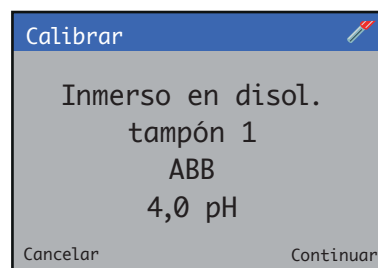 Calibrar
Inmerso en disol.
tampón 1
ABB
4,0 pH
Cancelar Continuar